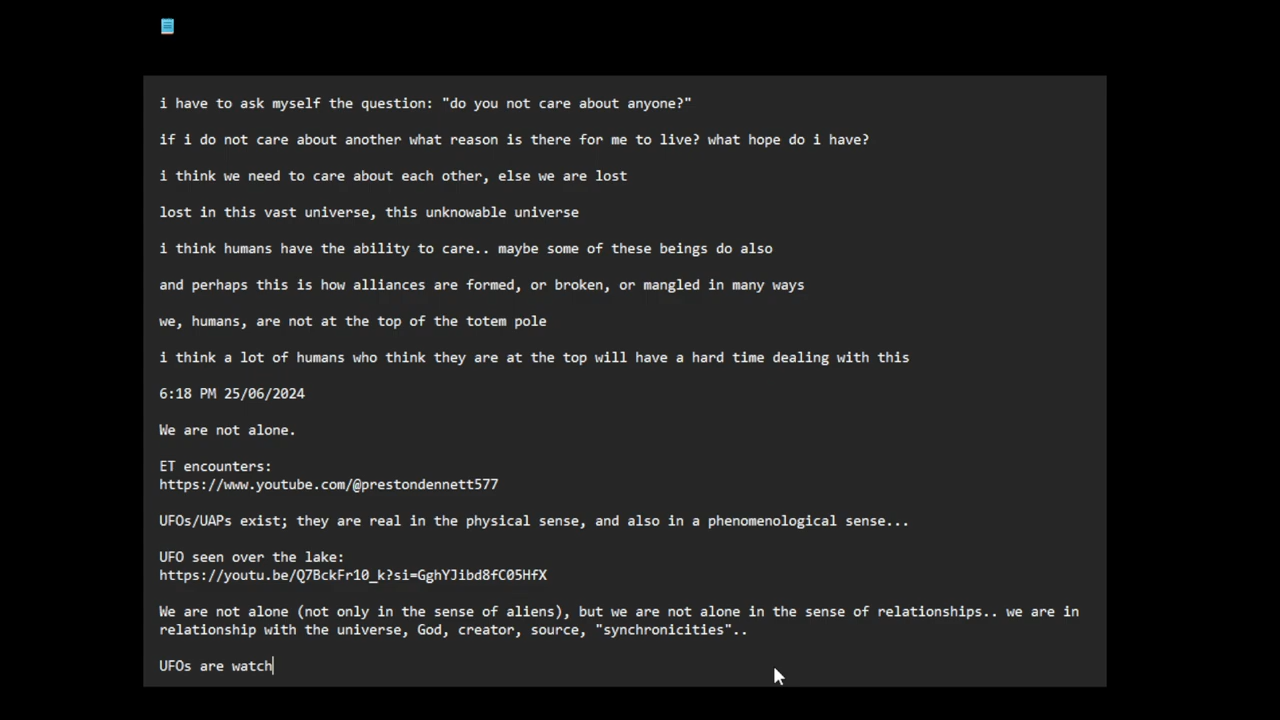 i have to ask myself the question: "do you not care about anyone?"
if i do not care about another what reason is there for me to live? what hope do i have?
i think we need to care about each other, else we are lost
lost in this vast universe, this unknowable universe
i think humans have the ability to care.. maybe some of these beings do also
and perhaps this is how alliances are formed, or broken, or mangled in many ways
we, humans, are not at the top of the totem pole
i think a lot of humans who think they are at the top will have a hard time dealing with this
6:18 PM 25/06/2024
We are not alone.
ET encounters:
https://www.youtube.com/@prestondennett577
UFOs/UAPs exist; they are real in the physical sense, and also in a phenomenological sense...
UFO seen over the lake:
https://youtu.be/Q7BckFr10_k?si=GghYJibd8fC05HfX
We are not alone (not only in the sense of aliens), but we are not alone in the sense of relationships.. we are in
relationship with the universe, God, creator, source, "synchronicities"..
UFOs are watch